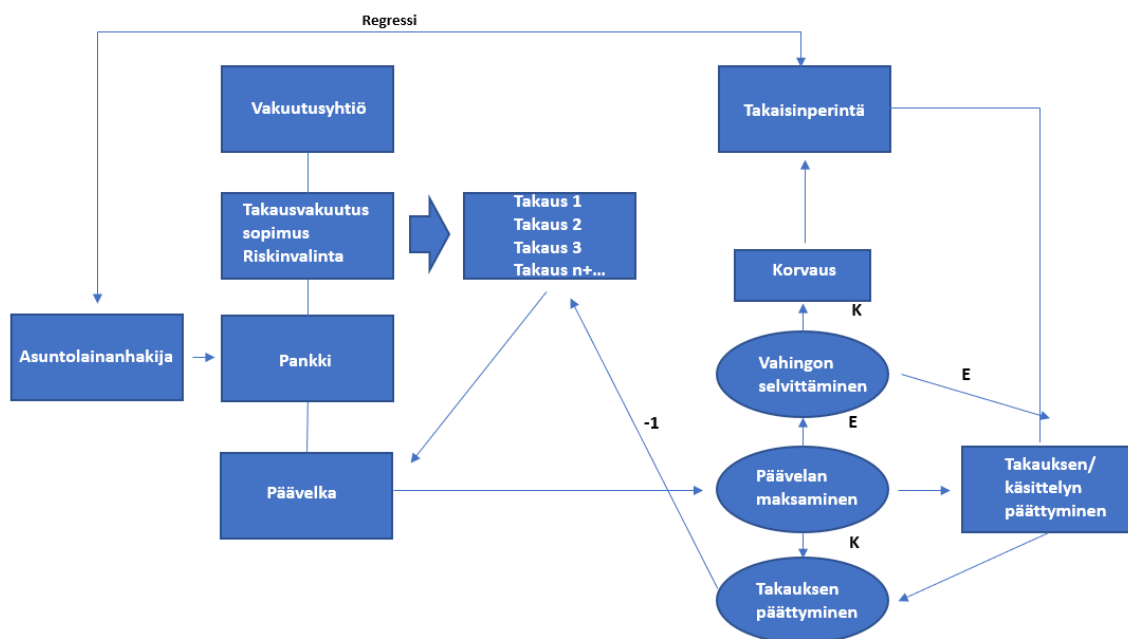 Regressi
Vakuutusyhtiö
Takaisinperintä
Takausvakuutus
sopimus
Riskinvalinta
Takaus 1
Takaus 2
Takaus 3
Takaus n+...
Korvaus
K
Asuntolainanhakija
Pankki
Vahingon
selvittäminen
E
-1
E
Päävelka
Päävelan
maksaminen
Takauksen/
käsittelyn
päättyminen
K
Takauksen
päättyminen